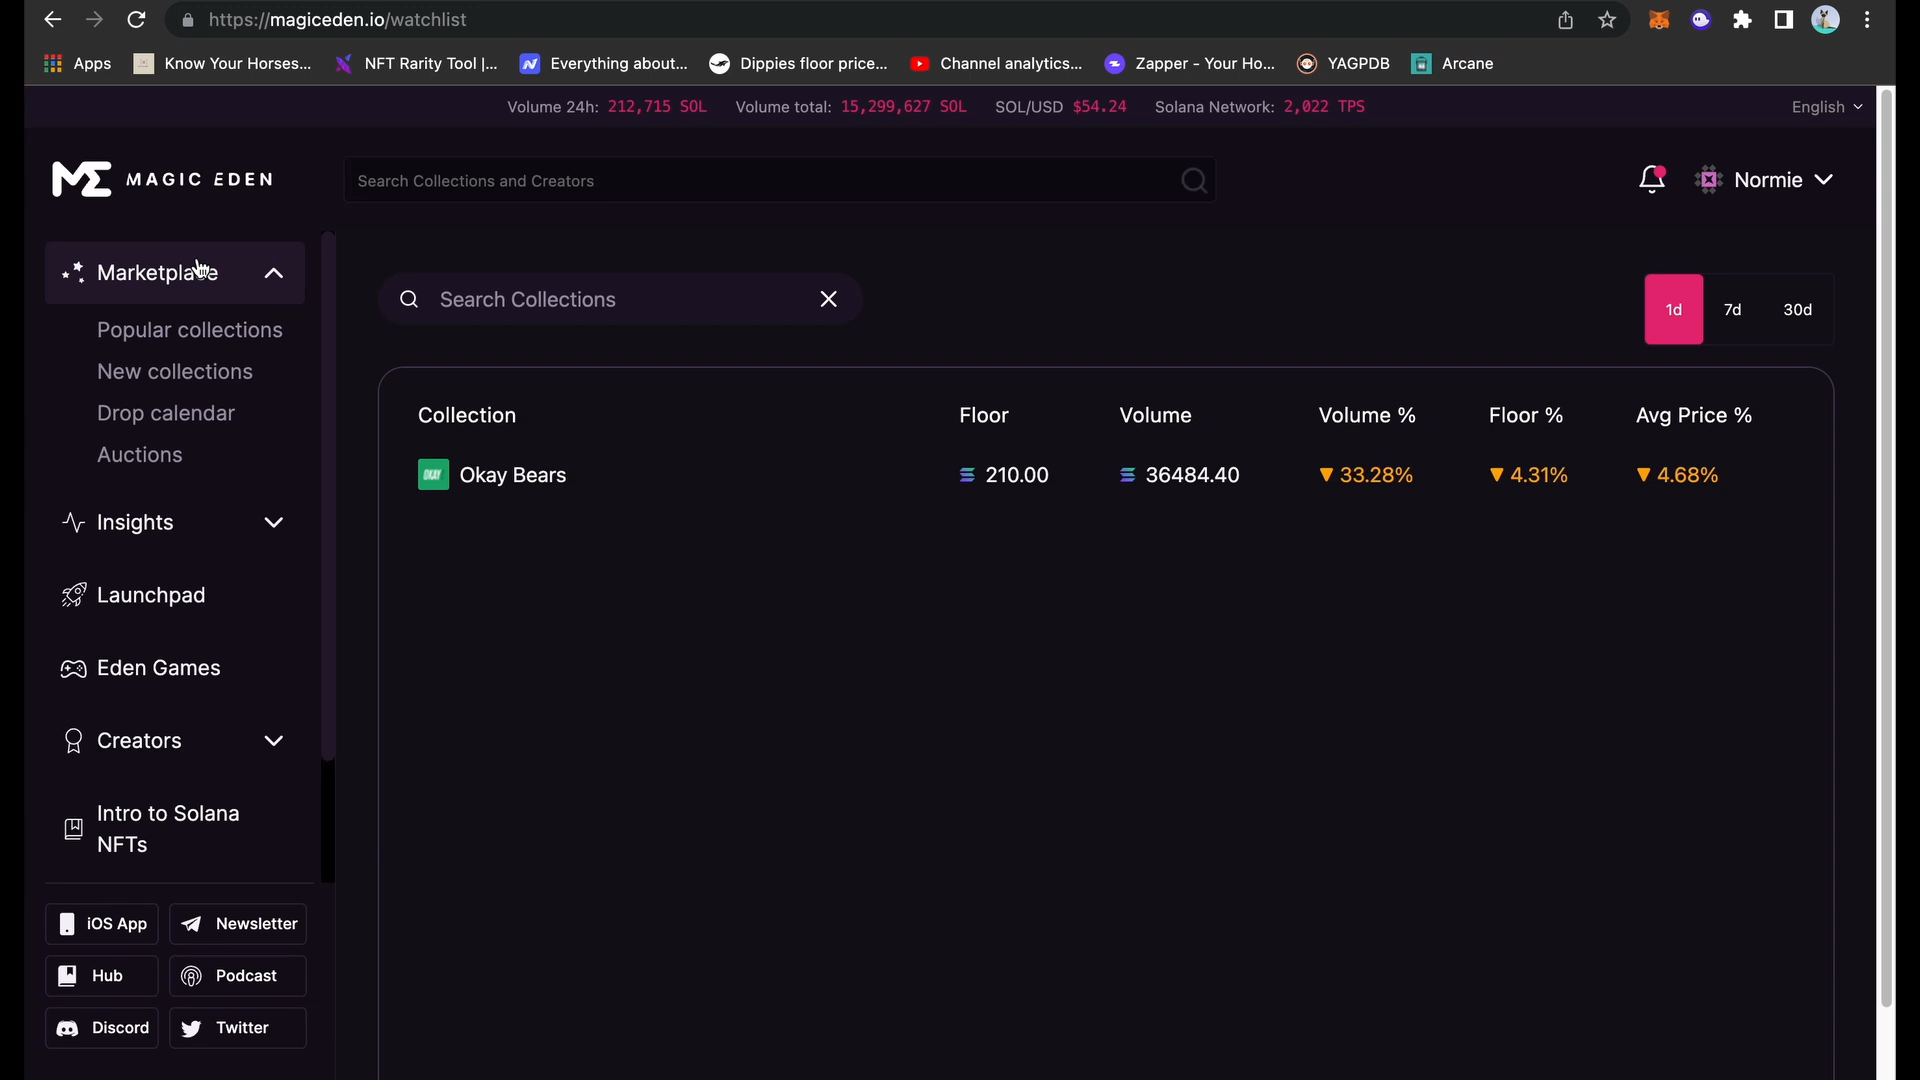 https://magiceden.io/watchlist
Apps Know Your Horses... NFT Rarity Tool |... Everything about... Dippies floor price... Channel analytics... Zapper - Your Ho... YAGPDB Arcane
Volume 24h: 212,715 SOL Volume total: 15,299,627 SOL SOL/USD $54.24 Solana Network: 2,022 TPS English
ME MAGIC EDEN Search Collections and Creators Normie
Marketplace
Popular collections
New collections
Drop calendar
Auctions
Insights
Launchpad
Eden Games
Creators
Intro to Solana
NFTs
iOS App Newsletter
Hub Podcast
Discord Twitter
Search Collections 1d 7d 30d
Collection Floor Volume Volume % Floor % Avg Price %
OKAY Okay Bears 210.00 36484.40 ▼ 33.28% ▼ 4.31% ▼ 4.68%